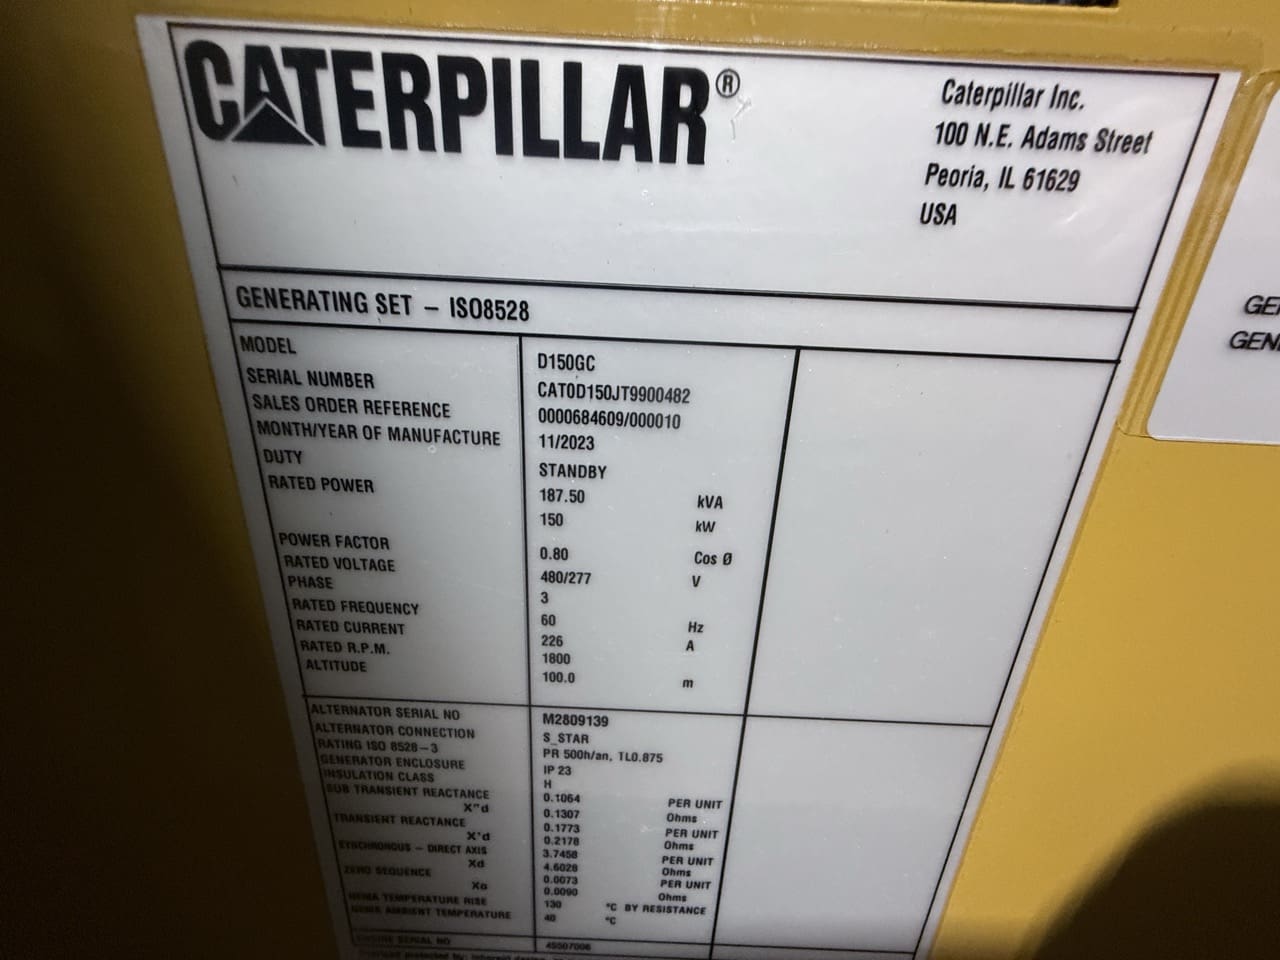 CATERPILLAR®
Caterpillar Inc.
100 N.E. Adams Street
Peoria, IL 61629
USA
GENERATING SET – ISO8528
MODEL D150GC
SERIAL NUMBER CAT0D150JT9900482
SALES ORDER REFERENCE 0000684609/000010
MONTH/YEAR OF MANUFACTURE 11/2023
DUTY STANDBY
RATED POWER 187.50 kVA
150 kW
POWER FACTOR 0.80 Cos Ø
RATED VOLTAGE 480/277 V
PHASE 3
RATED FREQUENCY 60 Hz
RATED CURRENT 226 A
RATED R.P.M. 1800
ALTITUDE 100.0 m
ALTERNATOR SERIAL NO M2809139
ALTERNATOR CONNECTION S_STAR
RATING ISO 8528–3 PR 500h/an, TL0.875
GENERATOR ENCLOSURE IP 23
INSULATION CLASS H
SUB TRANSIENT REACTANCE 0.1064 PER UNIT
X"d 0.1307 Ohms
TRANSIENT REACTANCE 0.1773 PER UNIT
X'd 0.2178 Ohms
SYNCHRONOUS – DIRECT AXIS 3.7458 PER UNIT
Xd 4.6028 Ohms
ZERO SEQUENCE 0.0073 PER UNIT
Xo 0.0090 Ohms
NEMA TEMPERATURE RISE 130 °C BY RESISTANCE
NEMA AMBIENT TEMPERATURE 40 °C
ENGINE SERIAL NO 45507006
GE
GEN